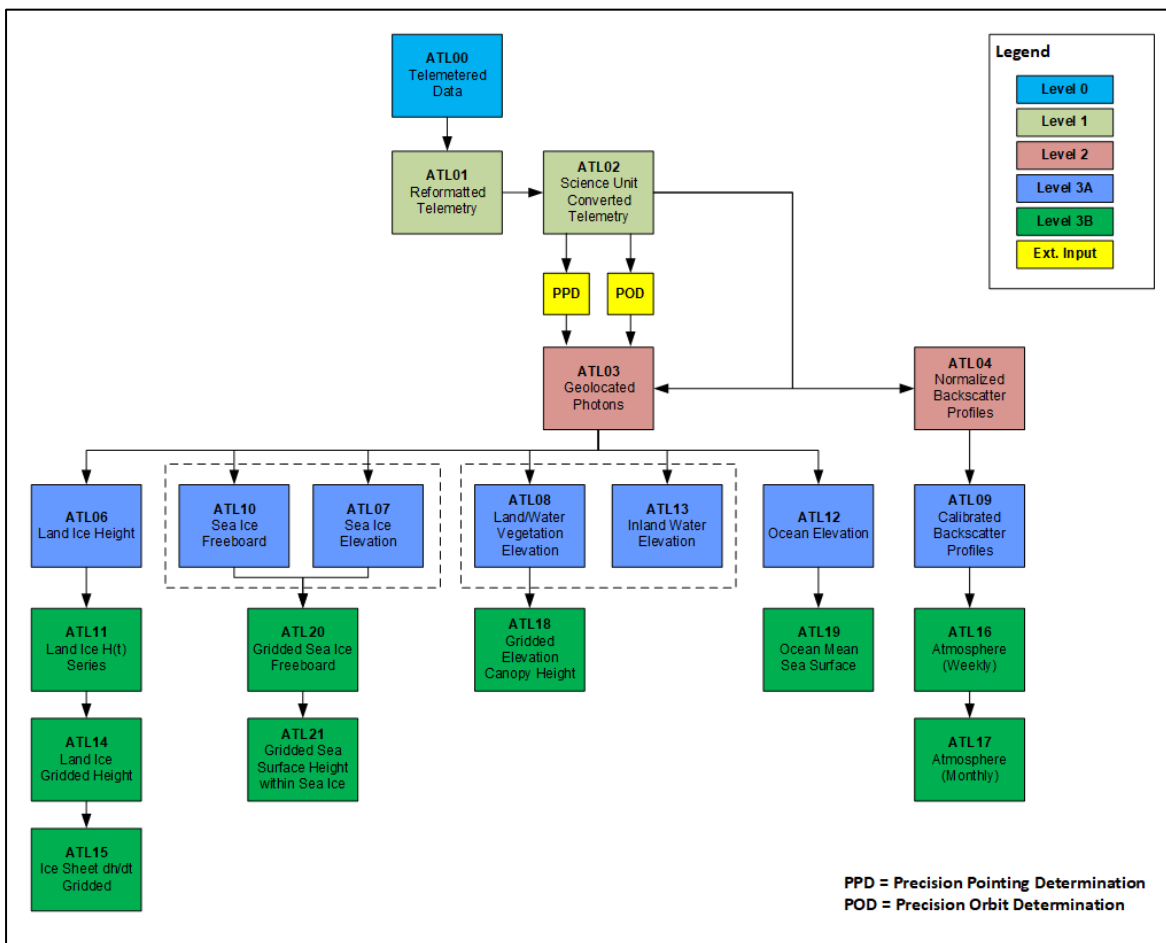 ATL00
Telemetered
Data
Legend
Level 0
Level 1
Level 2
Level 3A
Level 3B
Ext. Input
ATL01
Reformatted
Telemetry
ATL02
Science Unit
Converted
Telemetry
PPD
POD
ATL03
Geolocated
Photons
ATL04
Normalized
Backscatter
Profiles
ATL06
Land Ice Height
ATL10
Sea Ice
Freeboard
ATL07
Sea Ice
Elevation
ATL08
Land/Water
Vegetation
Elevation
ATL13
Inland Water
Elevation
ATL12
Ocean Elevation
ATL09
Calibrated
Backscatter
Profiles
ATL11
Land Ice H(t)
Series
ATL20
Gridded Sea Ice
Freeboard
ATL18
Gridded
Elevation
Canopy Height
ATL19
Ocean Mean
Sea Surface
ATL16
Atmosphere
(Weekly)
ATL14
Land Ice
Gridded Height
ATL21
Gridded Sea
Surface Height
within Sea Ice
ATL17
Atmosphere
(Monthly)
ATL15
Ice Sheet dh/dt
Gridded
PPD = Precision Pointing Determination
POD = Precision Orbit Determination